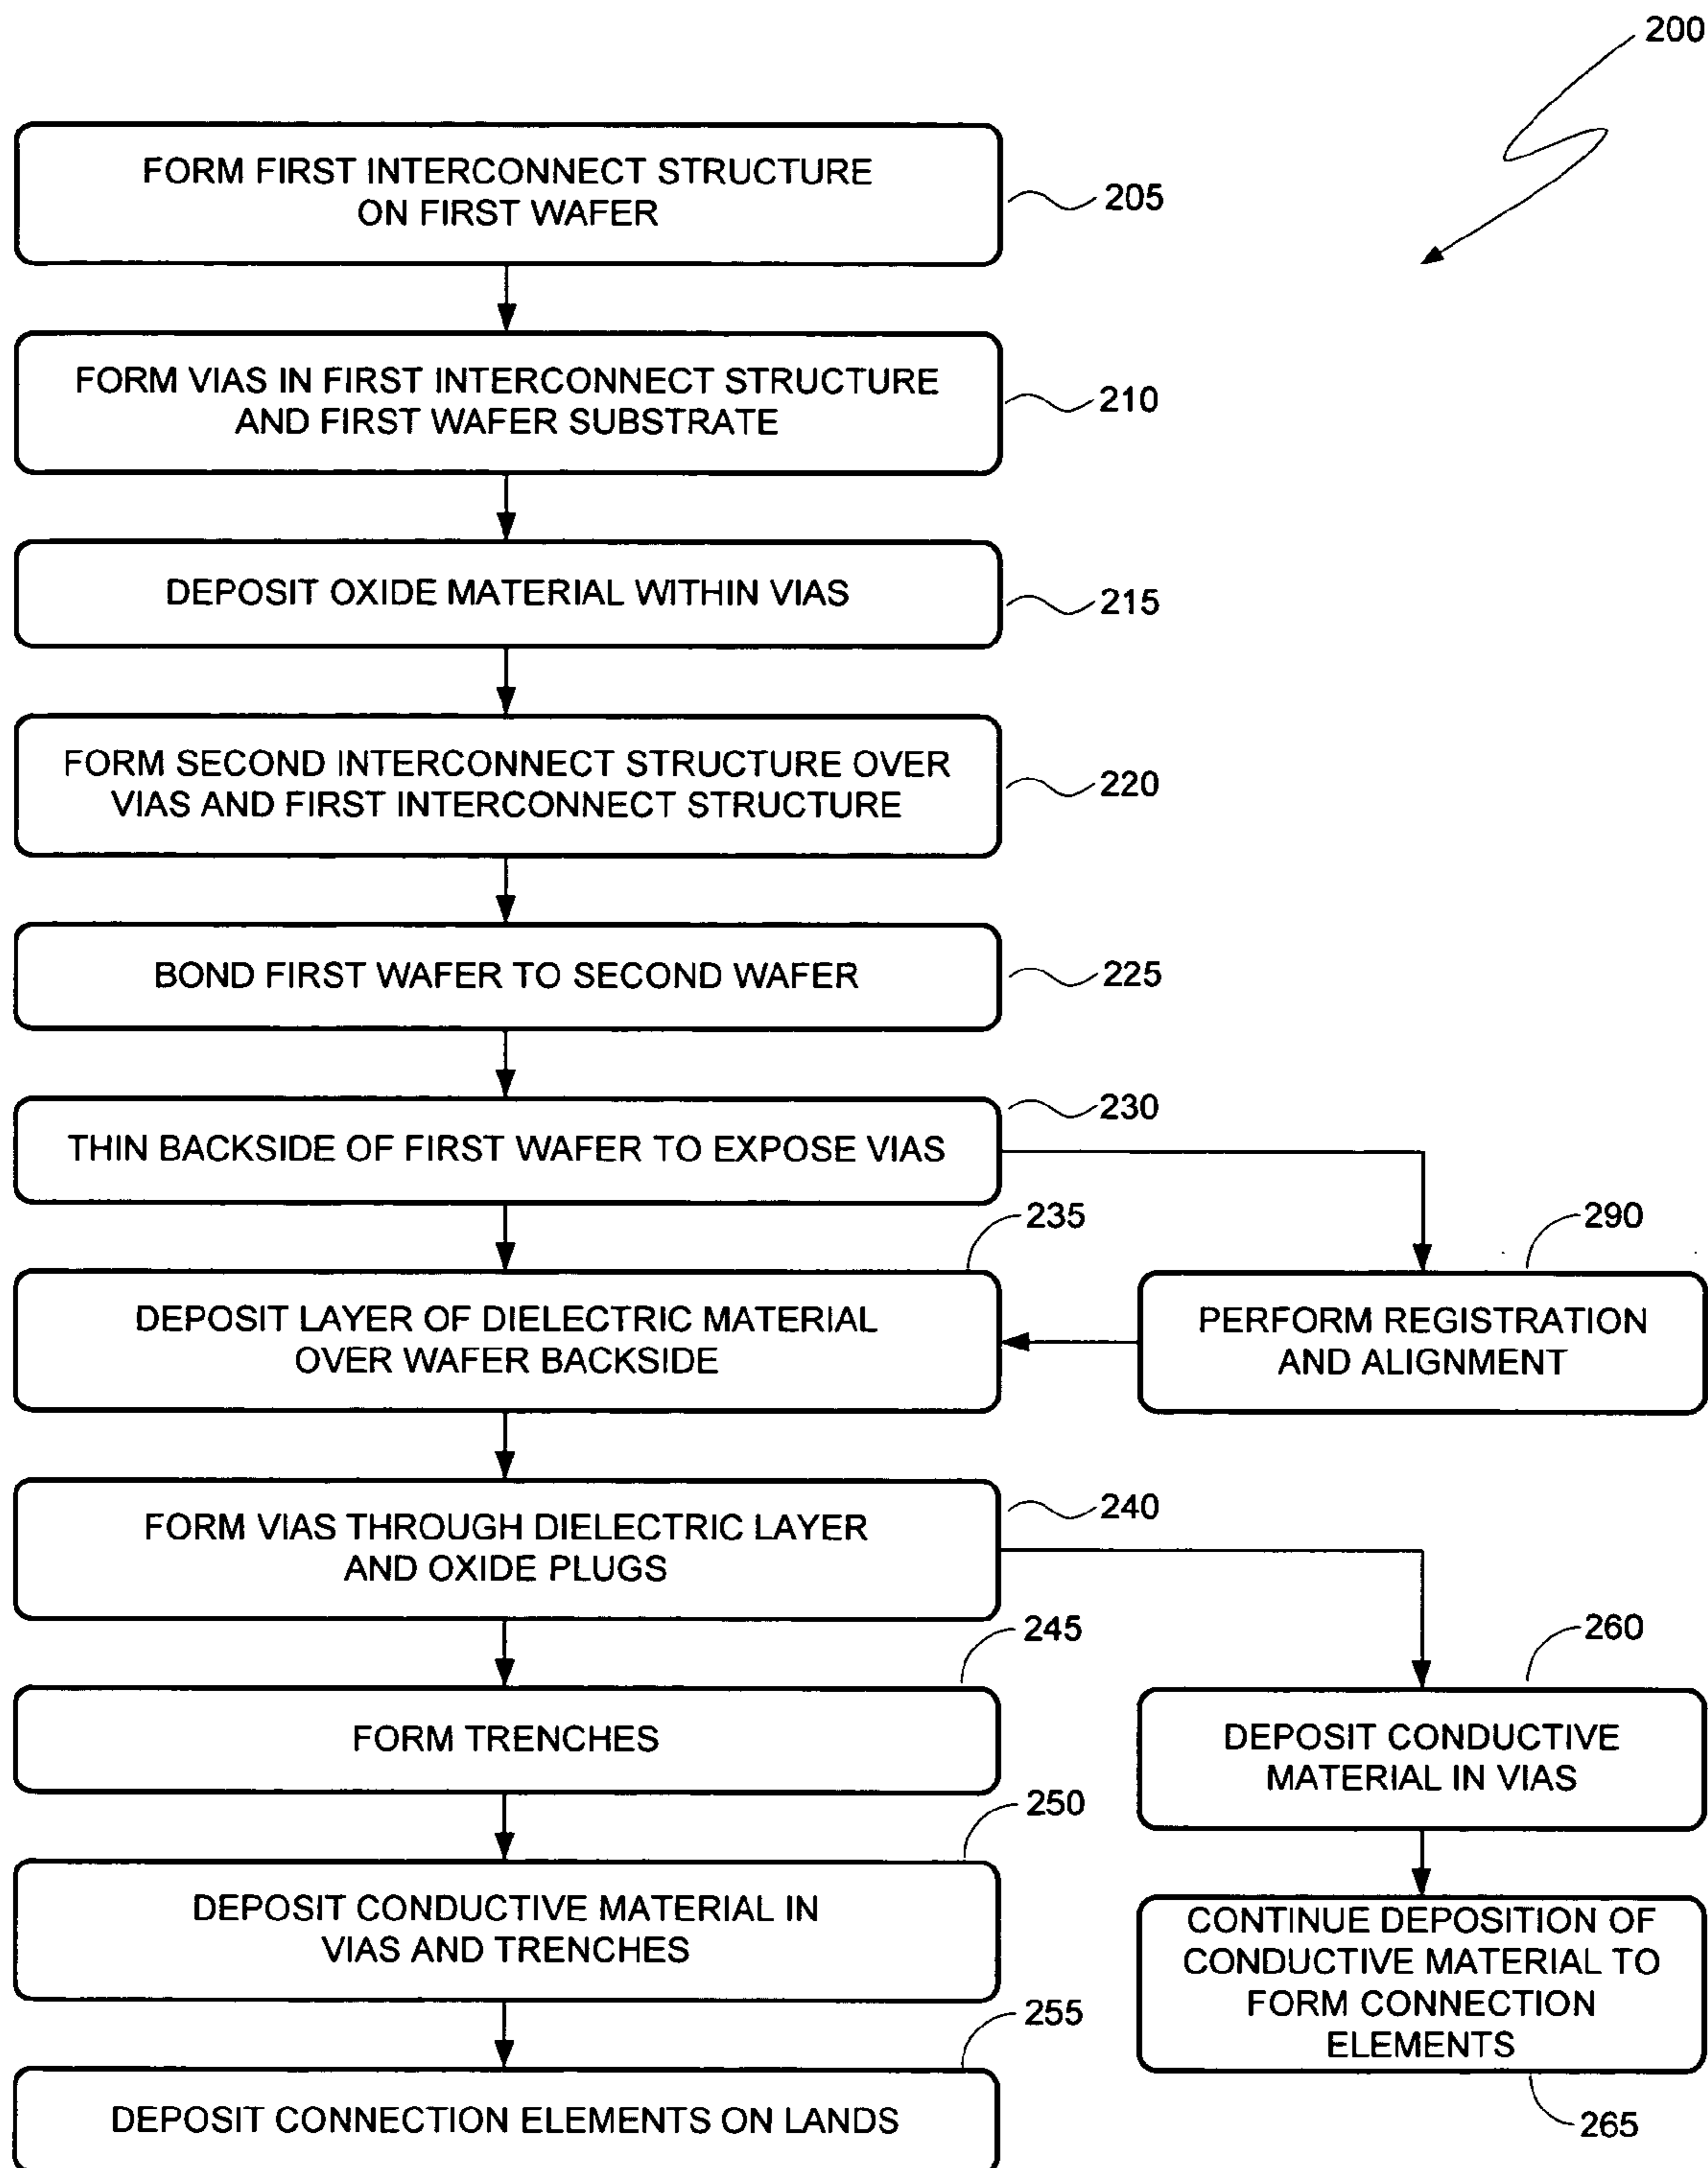 200
FORM FIRST INTERCONNECT STRUCTURE
ON FIRST WAFER
205
FORM VIAS IN FIRST INTERCONNECT STRUCTURE
AND FIRST WAFER SUBSTRATE
210
DEPOSIT OXIDE MATERIAL WITHIN VIAS
215
FORM SECOND INTERCONNECT STRUCTURE OVER
VIAS AND FIRST INTERCONNECT STRUCTURE
220
BOND FIRST WAFER TO SECOND WAFER
225
THIN BACKSIDE OF FIRST WAFER TO EXPOSE VIAS
230
235
DEPOSIT LAYER OF DIELECTRIC MATERIAL
OVER WAFER BACKSIDE
290
PERFORM REGISTRATION
AND ALIGNMENT
FORM VIAS THROUGH DIELECTRIC LAYER
AND OXIDE PLUGS
240
245
FORM TRENCHES
250
DEPOSIT CONDUCTIVE MATERIAL IN
VIAS AND TRENCHES
255
DEPOSIT CONNECTION ELEMENTS ON LANDS
260
DEPOSIT CONDUCTIVE
MATERIAL IN VIAS
CONTINUE DEPOSITION OF
CONDUCTIVE MATERIAL TO
FORM CONNECTION
ELEMENTS
265